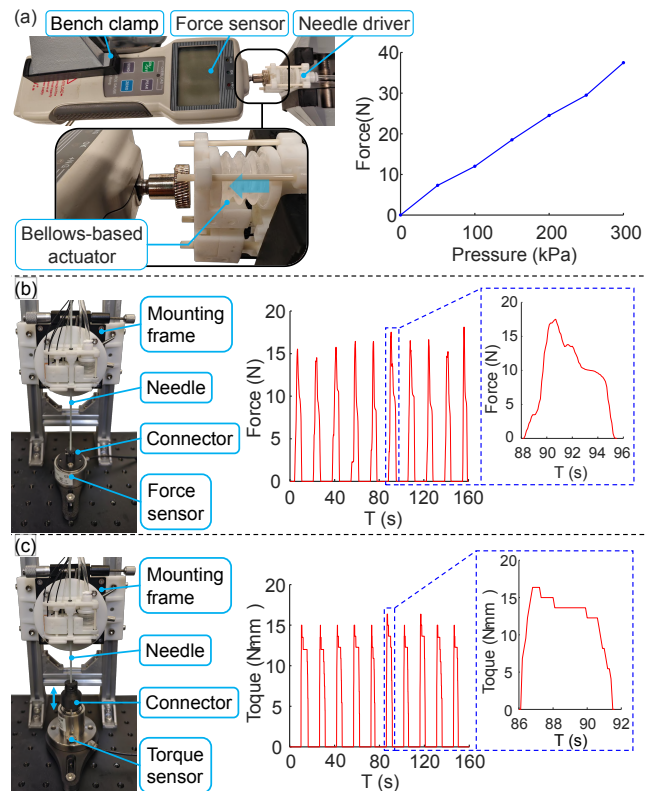 (a)
Bench clamp
Force sensor
Needle driver
Bellows-based
actuator
Force(N)
40
30
20
10
0
0
100
200
300
Pressure (kPa)
(b)
Mounting
frame
Needle
Connector
Force
sensor
Force (N)
20
15
10
5
0
0 40 80 120 160
T (s)
20
15
10
5
0
88 90 92 94 96
T (s)
(c)
Mounting
frame
Needle
Connector
Torque
sensor
Toque (Nmm)
20
15
10
5
0
0 40 80 120 160
T (s)
Toque (Nmm)
20
15
10
5
0
86 88 90 92
T (s)